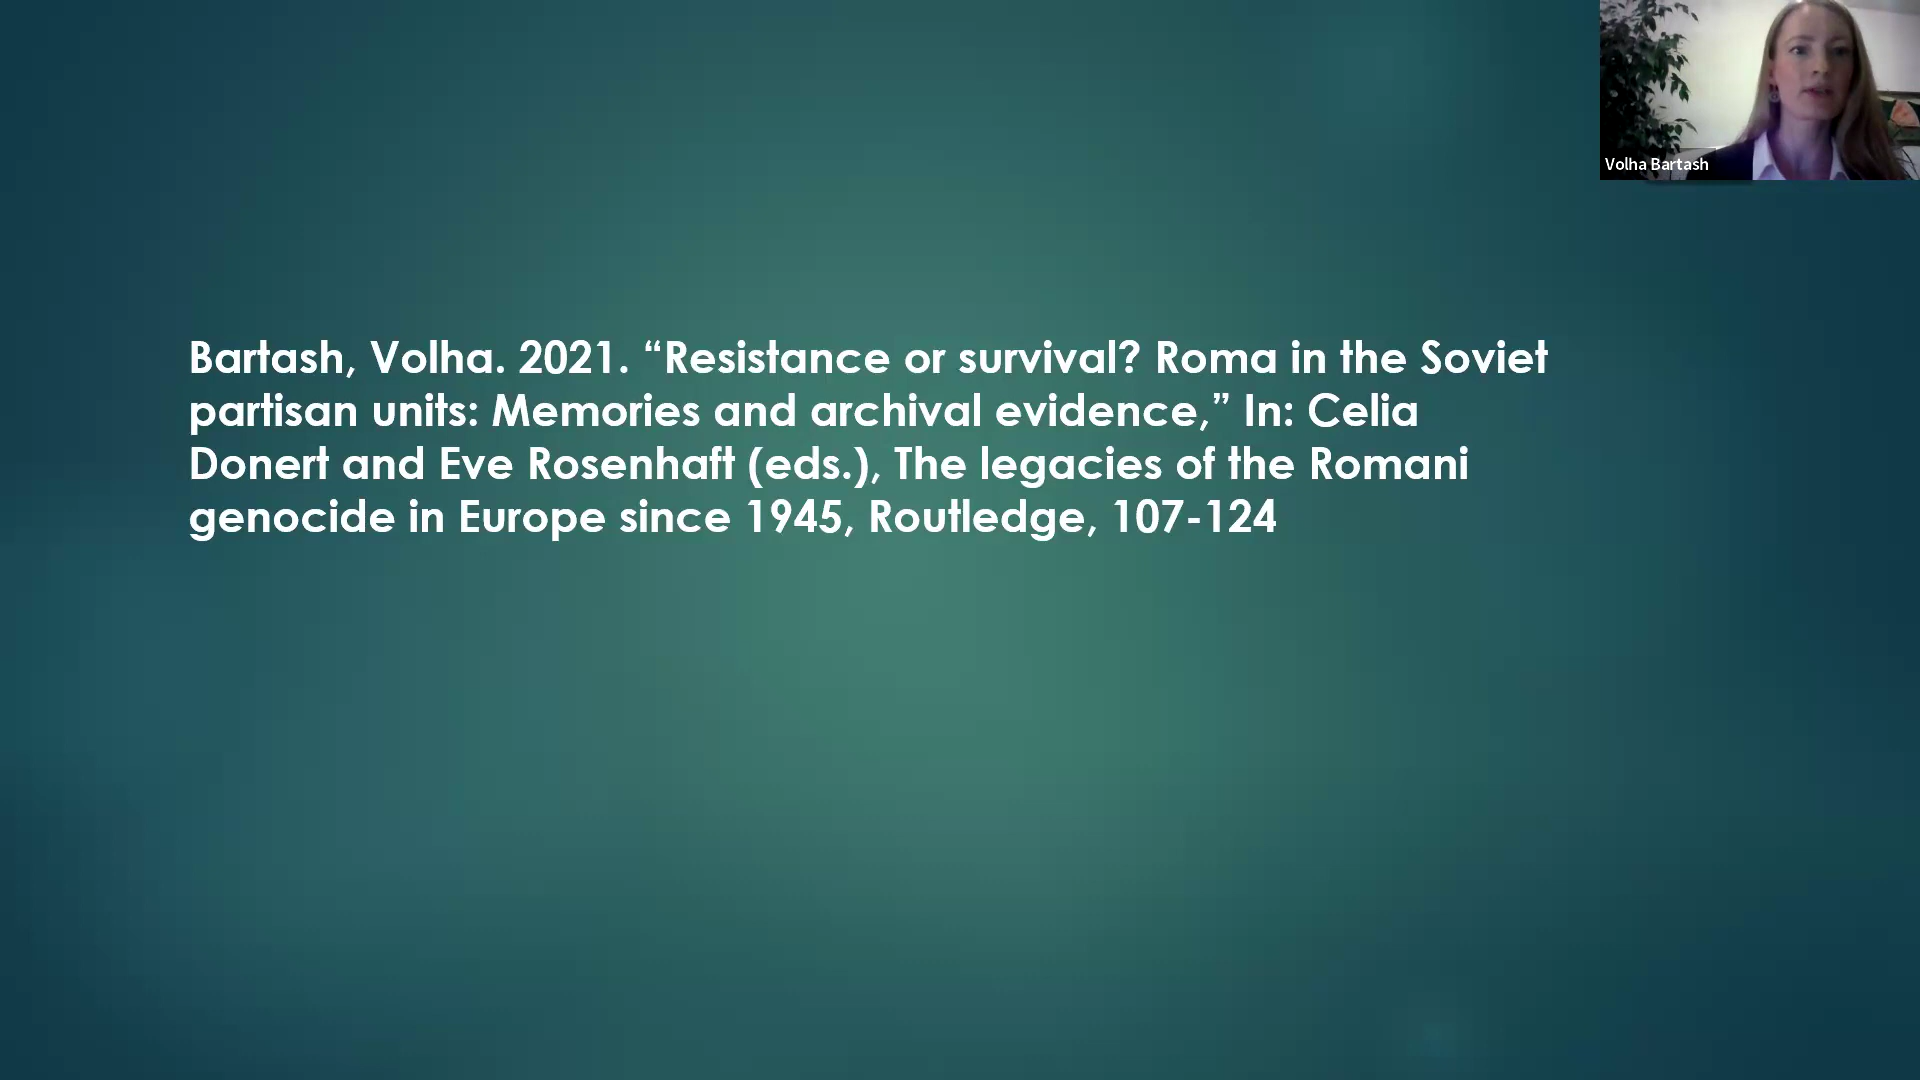 Volha Bartash
Bartash, Volha. 2021. “Resistance or survival? Roma in the Soviet
partisan units: Memories and archival evidence,” In: Celia
Donert and Eve Rosenhaft (eds.), The legacies of the Romani
genocide in Europe since 1945, Routledge, 107-124